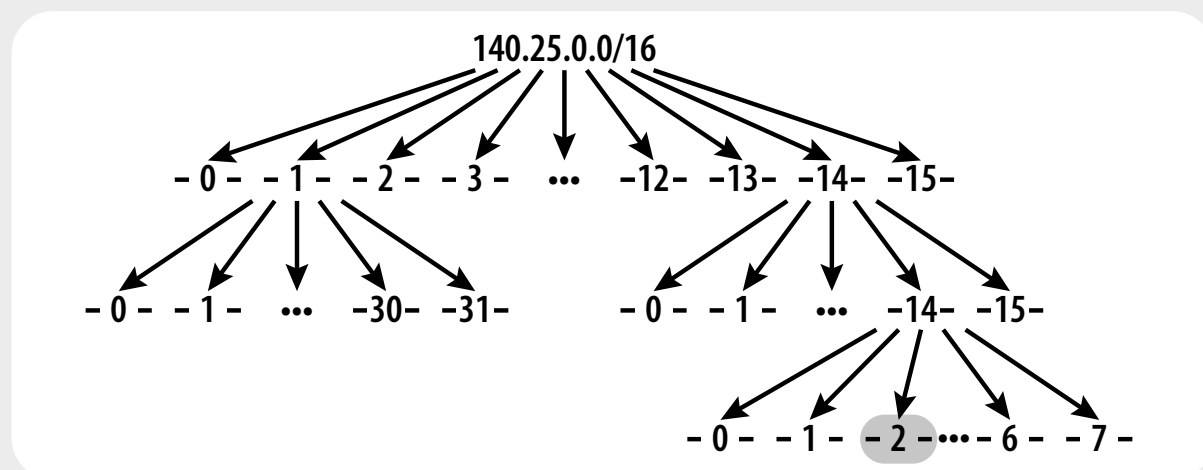 140.25.0.0/16
- 0 - - 1 - - 2 - - 3 - ••• -12- -13- -14- -15-
- 0 - - 1 - ••• -30- -31- - 0 - - 1 - ••• -14- -15-
- 0 - - 1 - - 2 - ••• - 6 - - 7 -